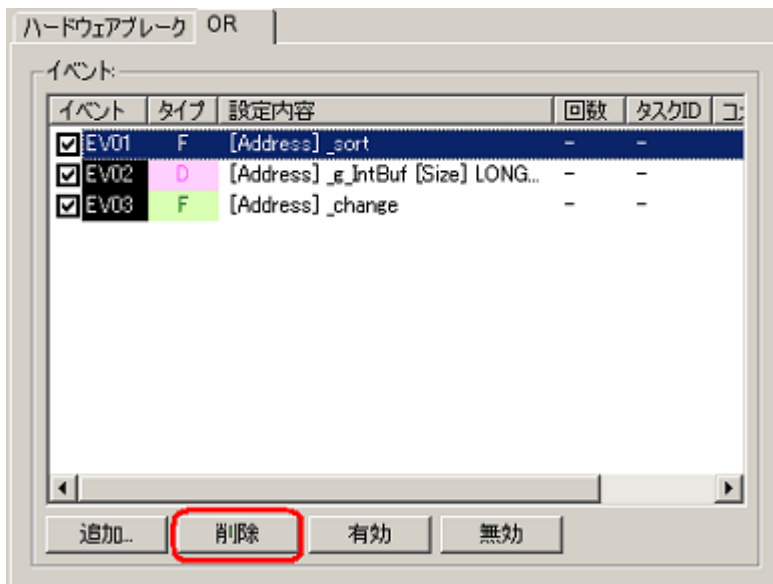 ハードウェアブレーク OR
イベント:
イベント タイプ 設定内容 回数 タスクID
EV01 F [Address] _sort - -
EV02 D [Address] _g_IntBuf [Size] LONG... - -
EV03 F [Address] _change - -
追加... 削除 有効 無効